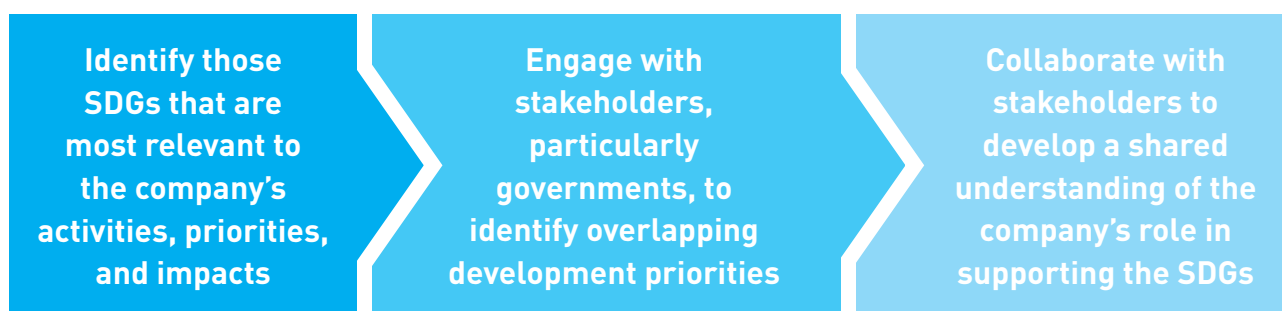 Identify those
SDGs that are
most relevant to
the company’s
activities, priorities,
and impacts
Engage with
stakeholders,
particularly
governments, to
identify overlapping
development priorities
Collaborate with
stakeholders to
develop a shared
understanding of the
company’s role in
supporting the SDGs